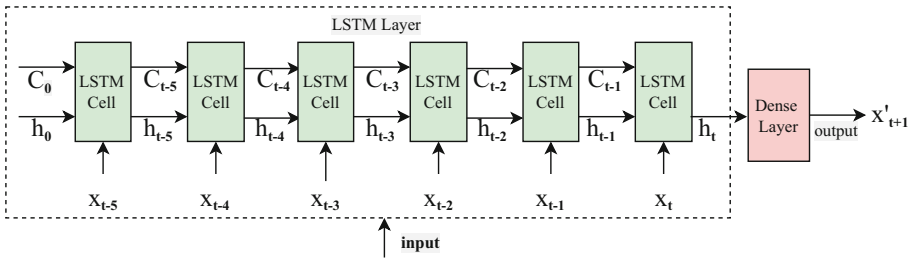 LSTM Layer
C₀ LSTM Cell Cₜ₋₅ LSTM Cell Cₜ₋₄ LSTM Cell Cₜ₋₃ LSTM Cell Cₜ₋₂ LSTM Cell Cₜ₋₁ LSTM Cell
h₀ hₜ₋₅ hₜ₋₄ hₜ₋₃ hₜ₋₂ hₜ₋₁ hₜ
Dense Layer
output
x'ₜ₊₁
xₜ₋₅ xₜ₋₄ xₜ₋₃ xₜ₋₂ xₜ₋₁ xₜ
input